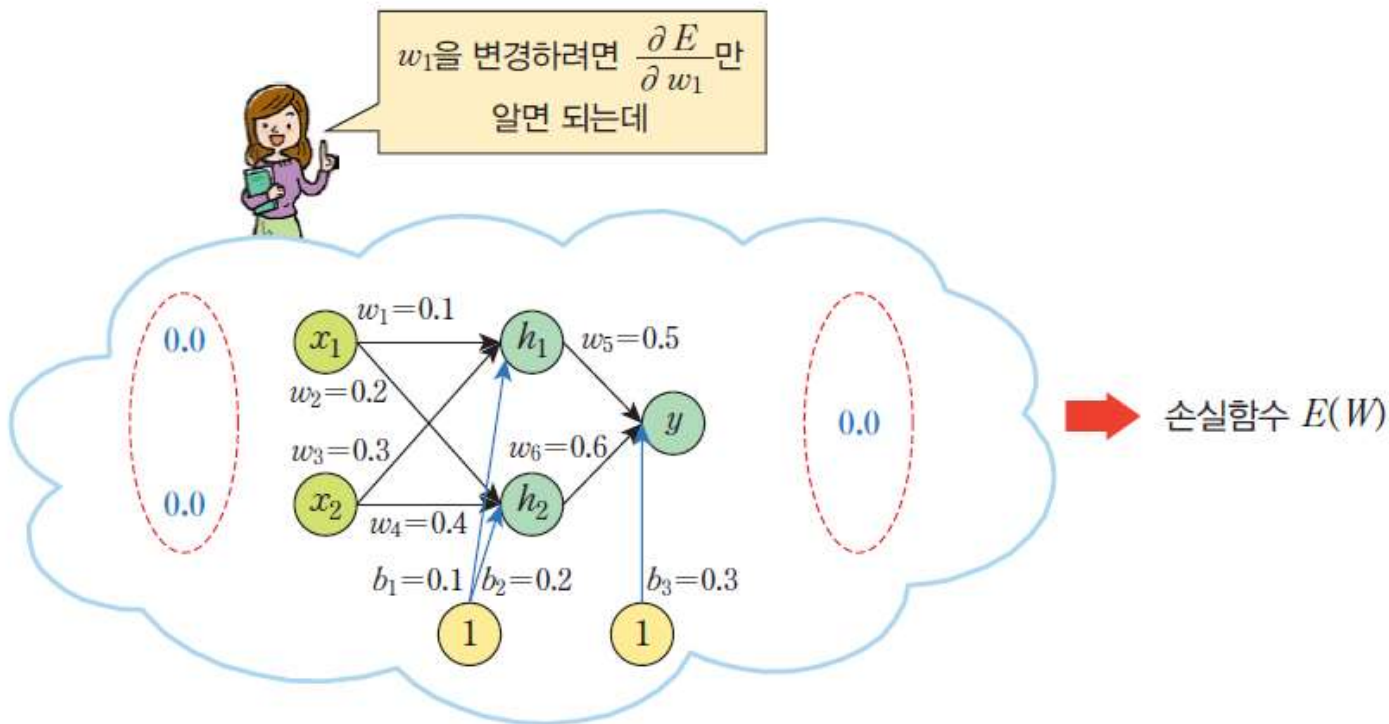 w₁을 변경하려면 ∂E/∂w₁만
알면 되는데
0.0
0.0
x₁
x₂
w₁=0.1
w₂=0.2
w₃=0.3
w₄=0.4
h₁
h₂
w₅=0.5
w₆=0.6
y
b₁=0.1
b₂=0.2
b₃=0.3
1
1
0.0
손실함수 E(W)